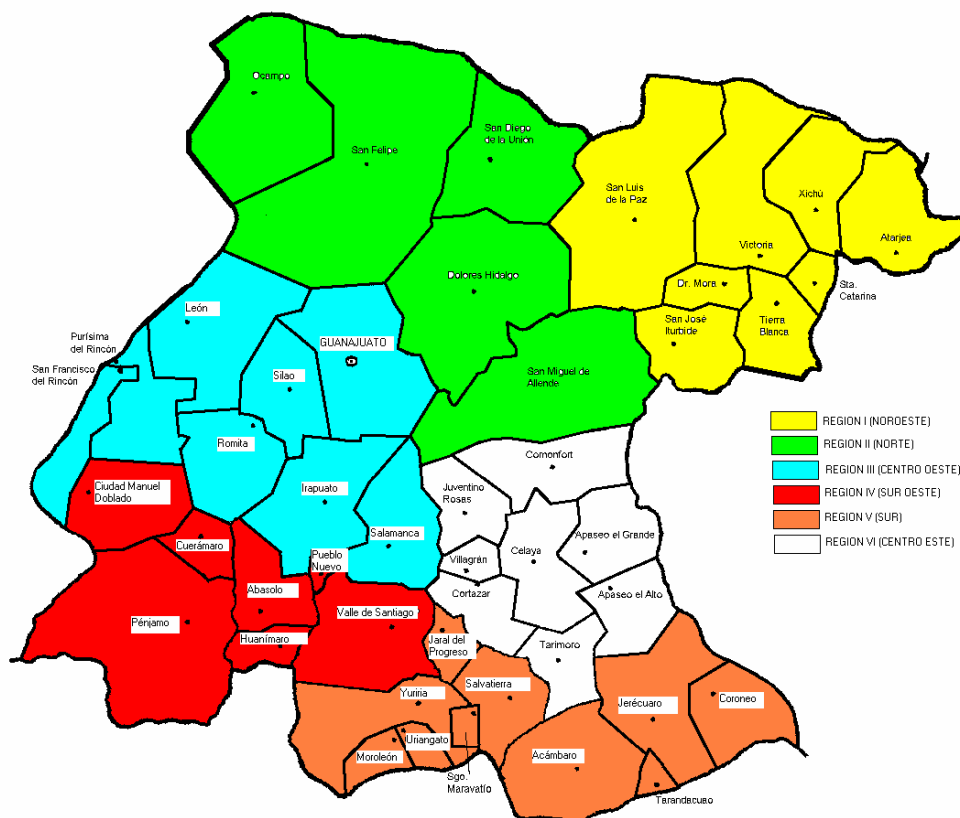 Ocampo
San Felipe
San Diego
de la Unión
San Luis
de la Paz
Xichú
Atarjea
Victoria
Dolores Hidalgo
Dr. Mora
Sta.
Catarina
León
San José
Iturbide
Tierra
Blanca
Purísima
del Rincón
GUANAJUATO
San Francisco
del Rincón
Silao
San Miguel de
Allende
REGION I (NOROESTE)
REGION II (NORTE)
REGION III (CENTRO OESTE)
REGION IV (SUR OESTE)
REGION V (SUR)
REGION VI (CENTRO ESTE)
Romita
Comonfort
Ciudad Manuel
Doblado
Irapuato
Juventino
Rosas
Salamanca
Apaseo el Grande
Cuerámaro
Celaya
Pueblo
Nuevo
Villagrán
Abasolo
Cortazar
Apaseo el Alto
Pénjamo
Valle de Santiago
Huanímaro
Jaral del
Progreso
Tarimoro
Yuriria
Salvatierra
Jerécuaro
Coroneo
Uriangato
Moroleón
Acámbaro
Sgo.
Maravatío
Tarandacuao